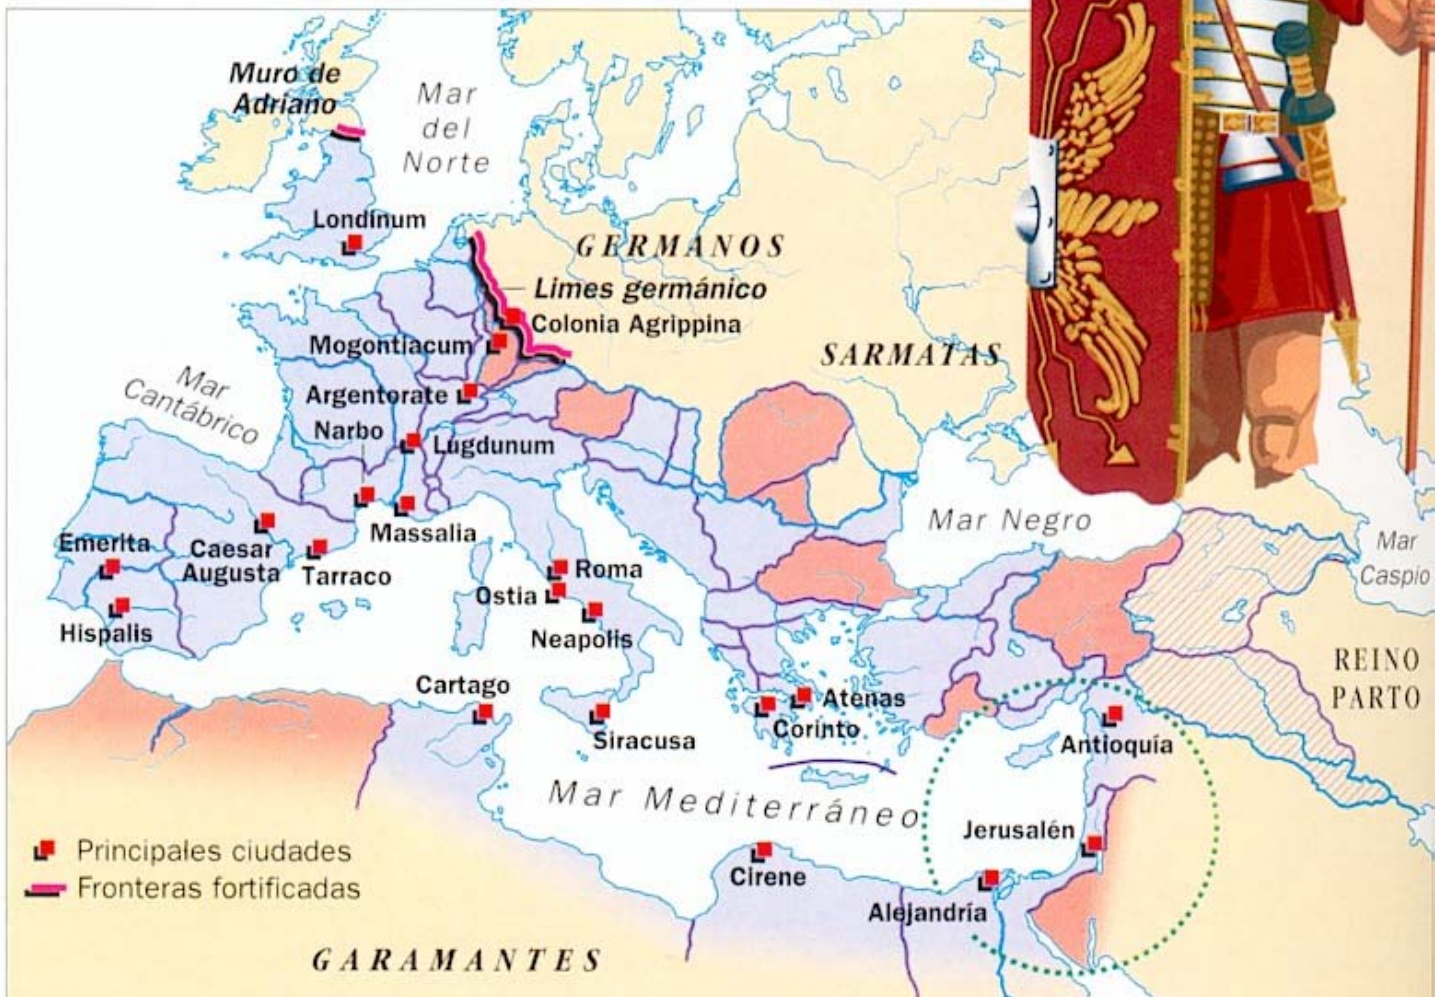 Muro de
Adriano
Mar
del
Norte
Londinum
GERMANOS
Limes germánico
Colonia Agrippina
Mogontiacum
SARMATAS
Mar
Cantábrico
Argentorate
Narbo
Lugdunum
Massalia
Mar Negro
Mar
Caspio
Emerita
Caesar
Augusta
Tarraco
Roma
Ostia
Neapolis
Hispalis
REINO
PARTO
Cartago
Siracusa
Atenas
Corinto
Antioquía
Mar Mediterráneo
Jerusalén
Cirene
Alejandría
Principales ciudades
Fronteras fortificadas
GARAMANTES